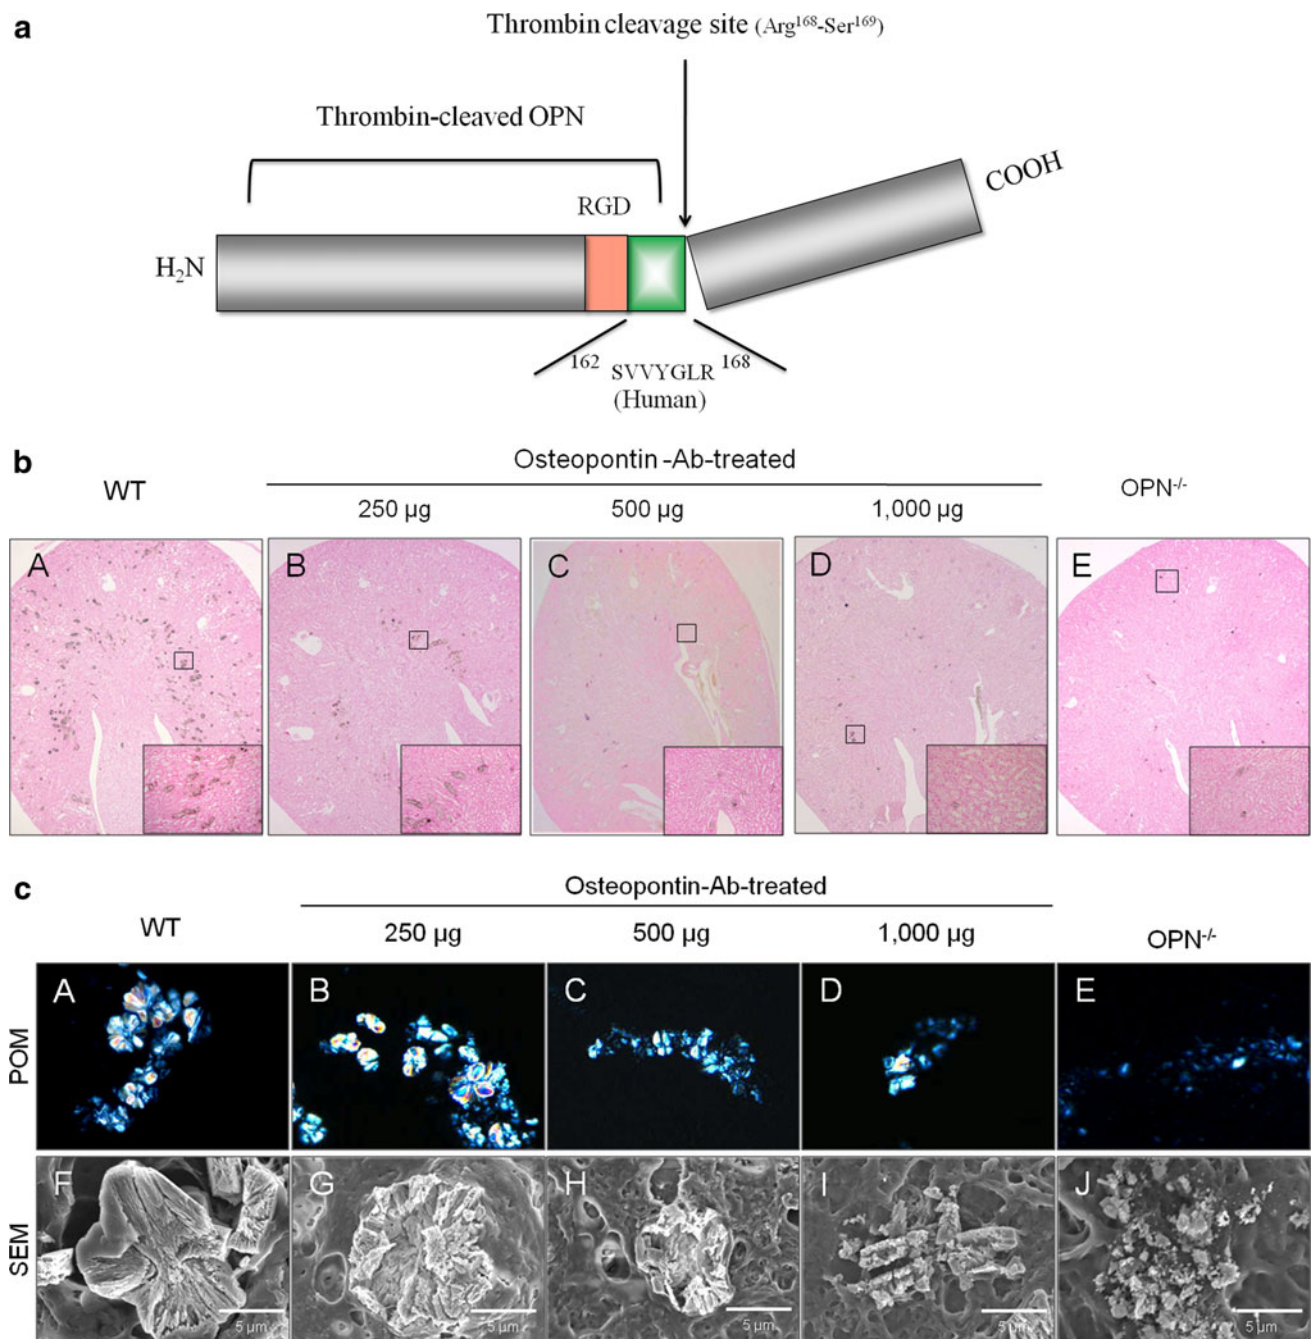 a
Thrombin cleavage site (Arg¹⁶⁸-Ser¹⁶⁹)
Thrombin-cleaved OPN
RGD
COOH
H₂N
¹⁶² SVVYGLR ¹⁶⁸
(Human)
b
Osteopontin -Ab-treated
WT
OPN⁻/⁻
250 µg 500 µg 1,000 µg
A B C D E
c
Osteopontin-Ab-treated
WT 250 µg 500 µg 1,000 µg OPN⁻/⁻
POM
A B C D E
SEM
F G H I J
5 µm 5 µm 5 µm 5 µm 5 µm